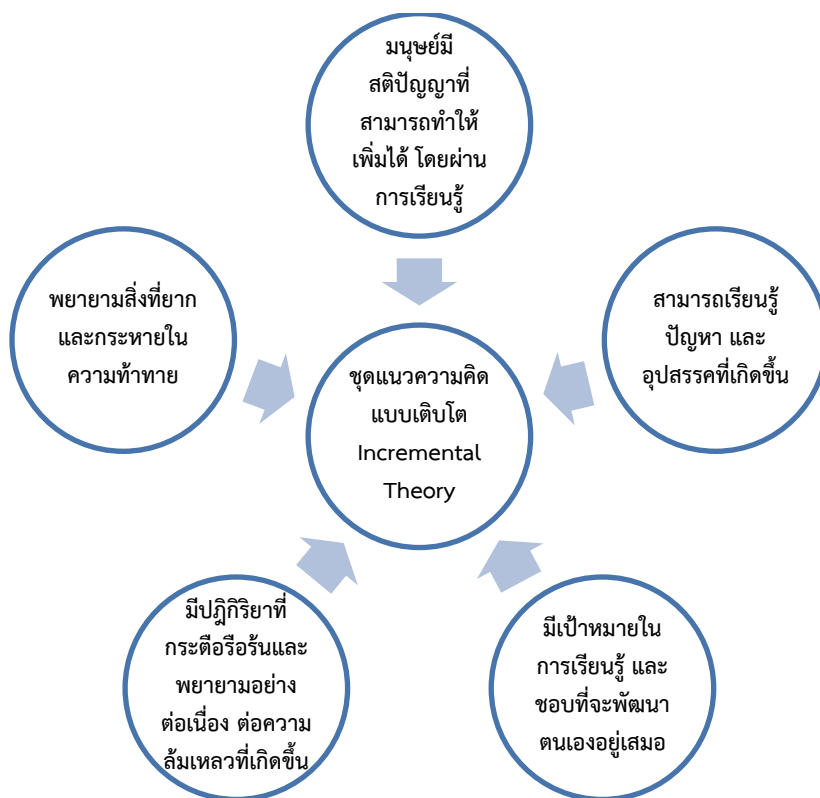 มนุษย์มี
สติปัญญาที่
สามารถทำให้
เพิ่มได้ โดยผ่าน
การเรียนรู้
พยายามสิ่งที่ยาก
และกระหายใน
ความท้าทาย
สามารถเรียนรู้
ปัญหา และ
อุปสรรคที่เกิดขึ้น
ชุดแนวความคิด
แบบเติบโต
Incremental
Theory
มีปฎิกิริยาที่
กระตือรือร้นและ
พยายามอย่าง
ต่อเนื่อง ต่อความ
ล้มเหลวที่เกิดขึ้น
มีเป้าหมายใน
การเรียนรู้ และ
ชอบที่จะพัฒนา
ตนเองอยู่เสมอ